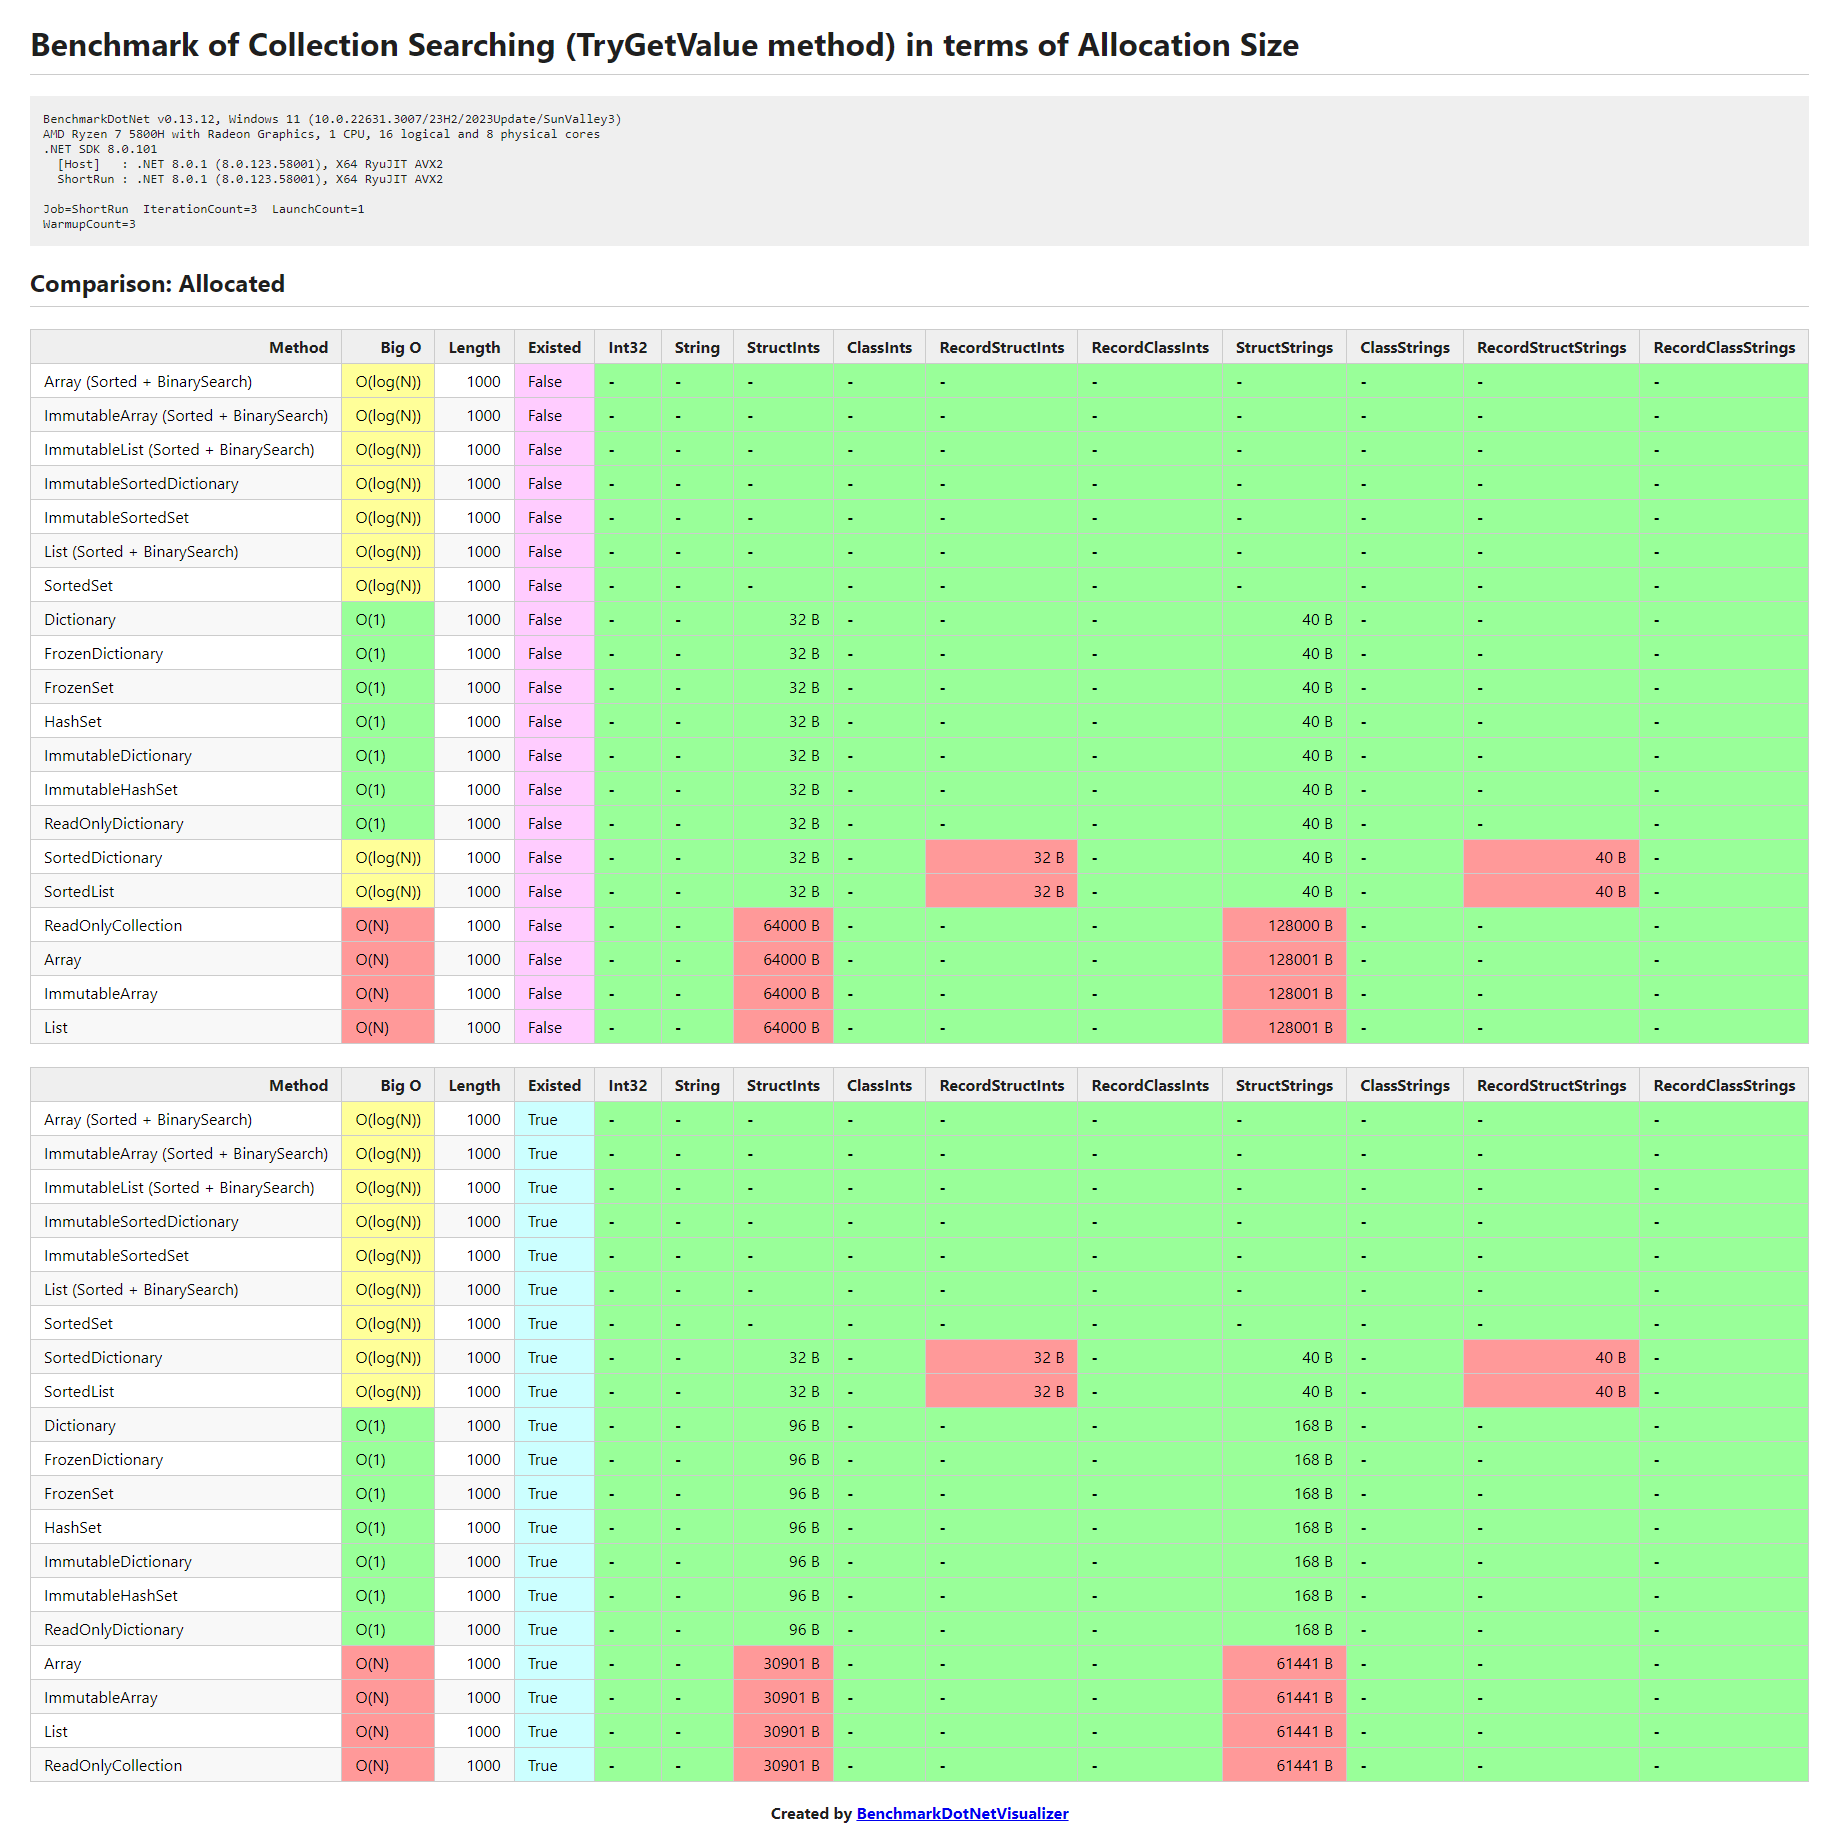 Benchmark of Collection Searching (TryGetValue method) in terms of Allocation Size
BenchmarkDotNet v0.13.12, Windows 11 (10.0.22631.3007/23H2/2023Update/SunValley3)
AMD Ryzen 7 5800H with Radeon Graphics, 1 CPU, 16 logical and 8 physical cores
.NET SDK 8.0.101
[Host] : .NET 8.0.1 (8.0.123.58001), X64 RyuJIT AVX2
ShortRun : .NET 8.0.1 (8.0.123.58001), X64 RyuJIT AVX2
Job=ShortRun IterationCount=3 LaunchCount=1
WarmupCount=3
Comparison: Allocated
Method Big O Length Existed Int32 String StructInts ClassInts RecordStructInts RecordClassInts StructStrings ClassStrings RecordStructStrings RecordClassStrings
Array (Sorted + BinarySearch) O(log(N)) 1000 False - - - - - - - - - -
ImmutableArray (Sorted + BinarySearch) O(log(N)) 1000 False - - - - - - - - - -
ImmutableList (Sorted + BinarySearch) O(log(N)) 1000 False - - - - - - - - - -
ImmutableSortedDictionary O(log(N)) 1000 False - - - - - - - - - -
ImmutableSortedSet O(log(N)) 1000 False - - - - - - - - - -
List (Sorted + BinarySearch) O(log(N)) 1000 False - - - - - - - - - -
SortedSet O(log(N)) 1000 False - - - - - - - - - -
Dictionary O(1) 1000 False - - 32 B - - - 40 B - - -
FrozenDictionary O(1) 1000 False - - 32 B - - - 40 B - - -
FrozenSet O(1) 1000 False - - 32 B - - - 40 B - - -
HashSet O(1) 1000 False - - 32 B - - - 40 B - - -
ImmutableDictionary O(1) 1000 False - - 32 B - - - 40 B - - -
ImmutableHashSet O(1) 1000 False - - 32 B - - - 40 B - - -
ReadOnlyDictionary O(1) 1000 False - - 32 B - - - 40 B - - -
SortedDictionary O(log(N)) 1000 False - - 32 B - 32 B - 40 B - 40 B -
SortedList O(log(N)) 1000 False - - 32 B - 32 B - 40 B - 40 B -
ReadOnlyCollection O(N) 1000 False - - 64000 B - - - 128000 B - - -
Array O(N) 1000 False - - 64000 B - - - 128001 B - - -
ImmutableArray O(N) 1000 False - - 64000 B - - - 128001 B - - -
List O(N) 1000 False - - 64000 B - - - 128001 B - - -
Method Big O Length Existed Int32 String StructInts ClassInts RecordStructInts RecordClassInts StructStrings ClassStrings RecordStructStrings RecordClassStrings
Array (Sorted + BinarySearch) O(log(N)) 1000 True - - - - - - - - - -
ImmutableArray (Sorted + BinarySearch) O(log(N)) 1000 True - - - - - - - - - -
ImmutableList (Sorted + BinarySearch) O(log(N)) 1000 True - - - - - - - - - -
ImmutableSortedDictionary O(log(N)) 1000 True - - - - - - - - - -
ImmutableSortedSet O(log(N)) 1000 True - - - - - - - - - -
List (Sorted + BinarySearch) O(log(N)) 1000 True - - - - - - - - - -
SortedSet O(log(N)) 1000 True - - - - - - - - - -
SortedDictionary O(log(N)) 1000 True - - 32 B - 32 B - 40 B - 40 B -
SortedList O(log(N)) 1000 True - - 32 B - 32 B - 40 B - 40 B -
Dictionary O(1) 1000 True - - 96 B - - - 168 B - - -
FrozenDictionary O(1) 1000 True - - 96 B - - - 168 B - - -
FrozenSet O(1) 1000 True - - 96 B - - - 168 B - - -
HashSet O(1) 1000 True - - 96 B - - - 168 B - - -
ImmutableDictionary O(1) 1000 True - - 96 B - - - 168 B - - -
ImmutableHashSet O(1) 1000 True - - 96 B - - - 168 B - - -
ReadOnlyDictionary O(1) 1000 True - - 96 B - - - 168 B - - -
Array O(N) 1000 True - - 30901 B - - - 61441 B - - -
ImmutableArray O(N) 1000 True - - 30901 B - - - 61441 B - - -
List O(N) 1000 True - - 30901 B - - - 61441 B - - -
ReadOnlyCollection O(N) 1000 True - - 30901 B - - - 61441 B - - -
Created by BenchmarkDotNetVisualizer